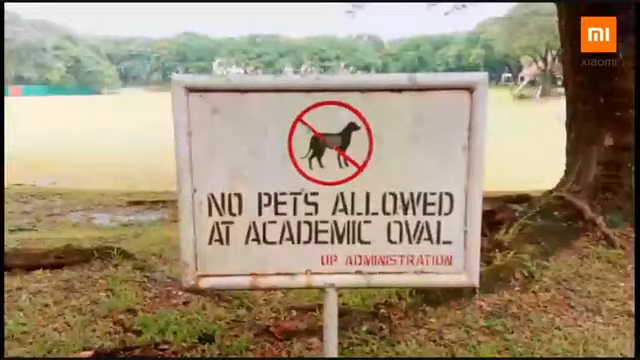 mi
xiaomi
NO PETS ALLOWED
AT ACADEMIC OVAL
UP ADMINISTRATION